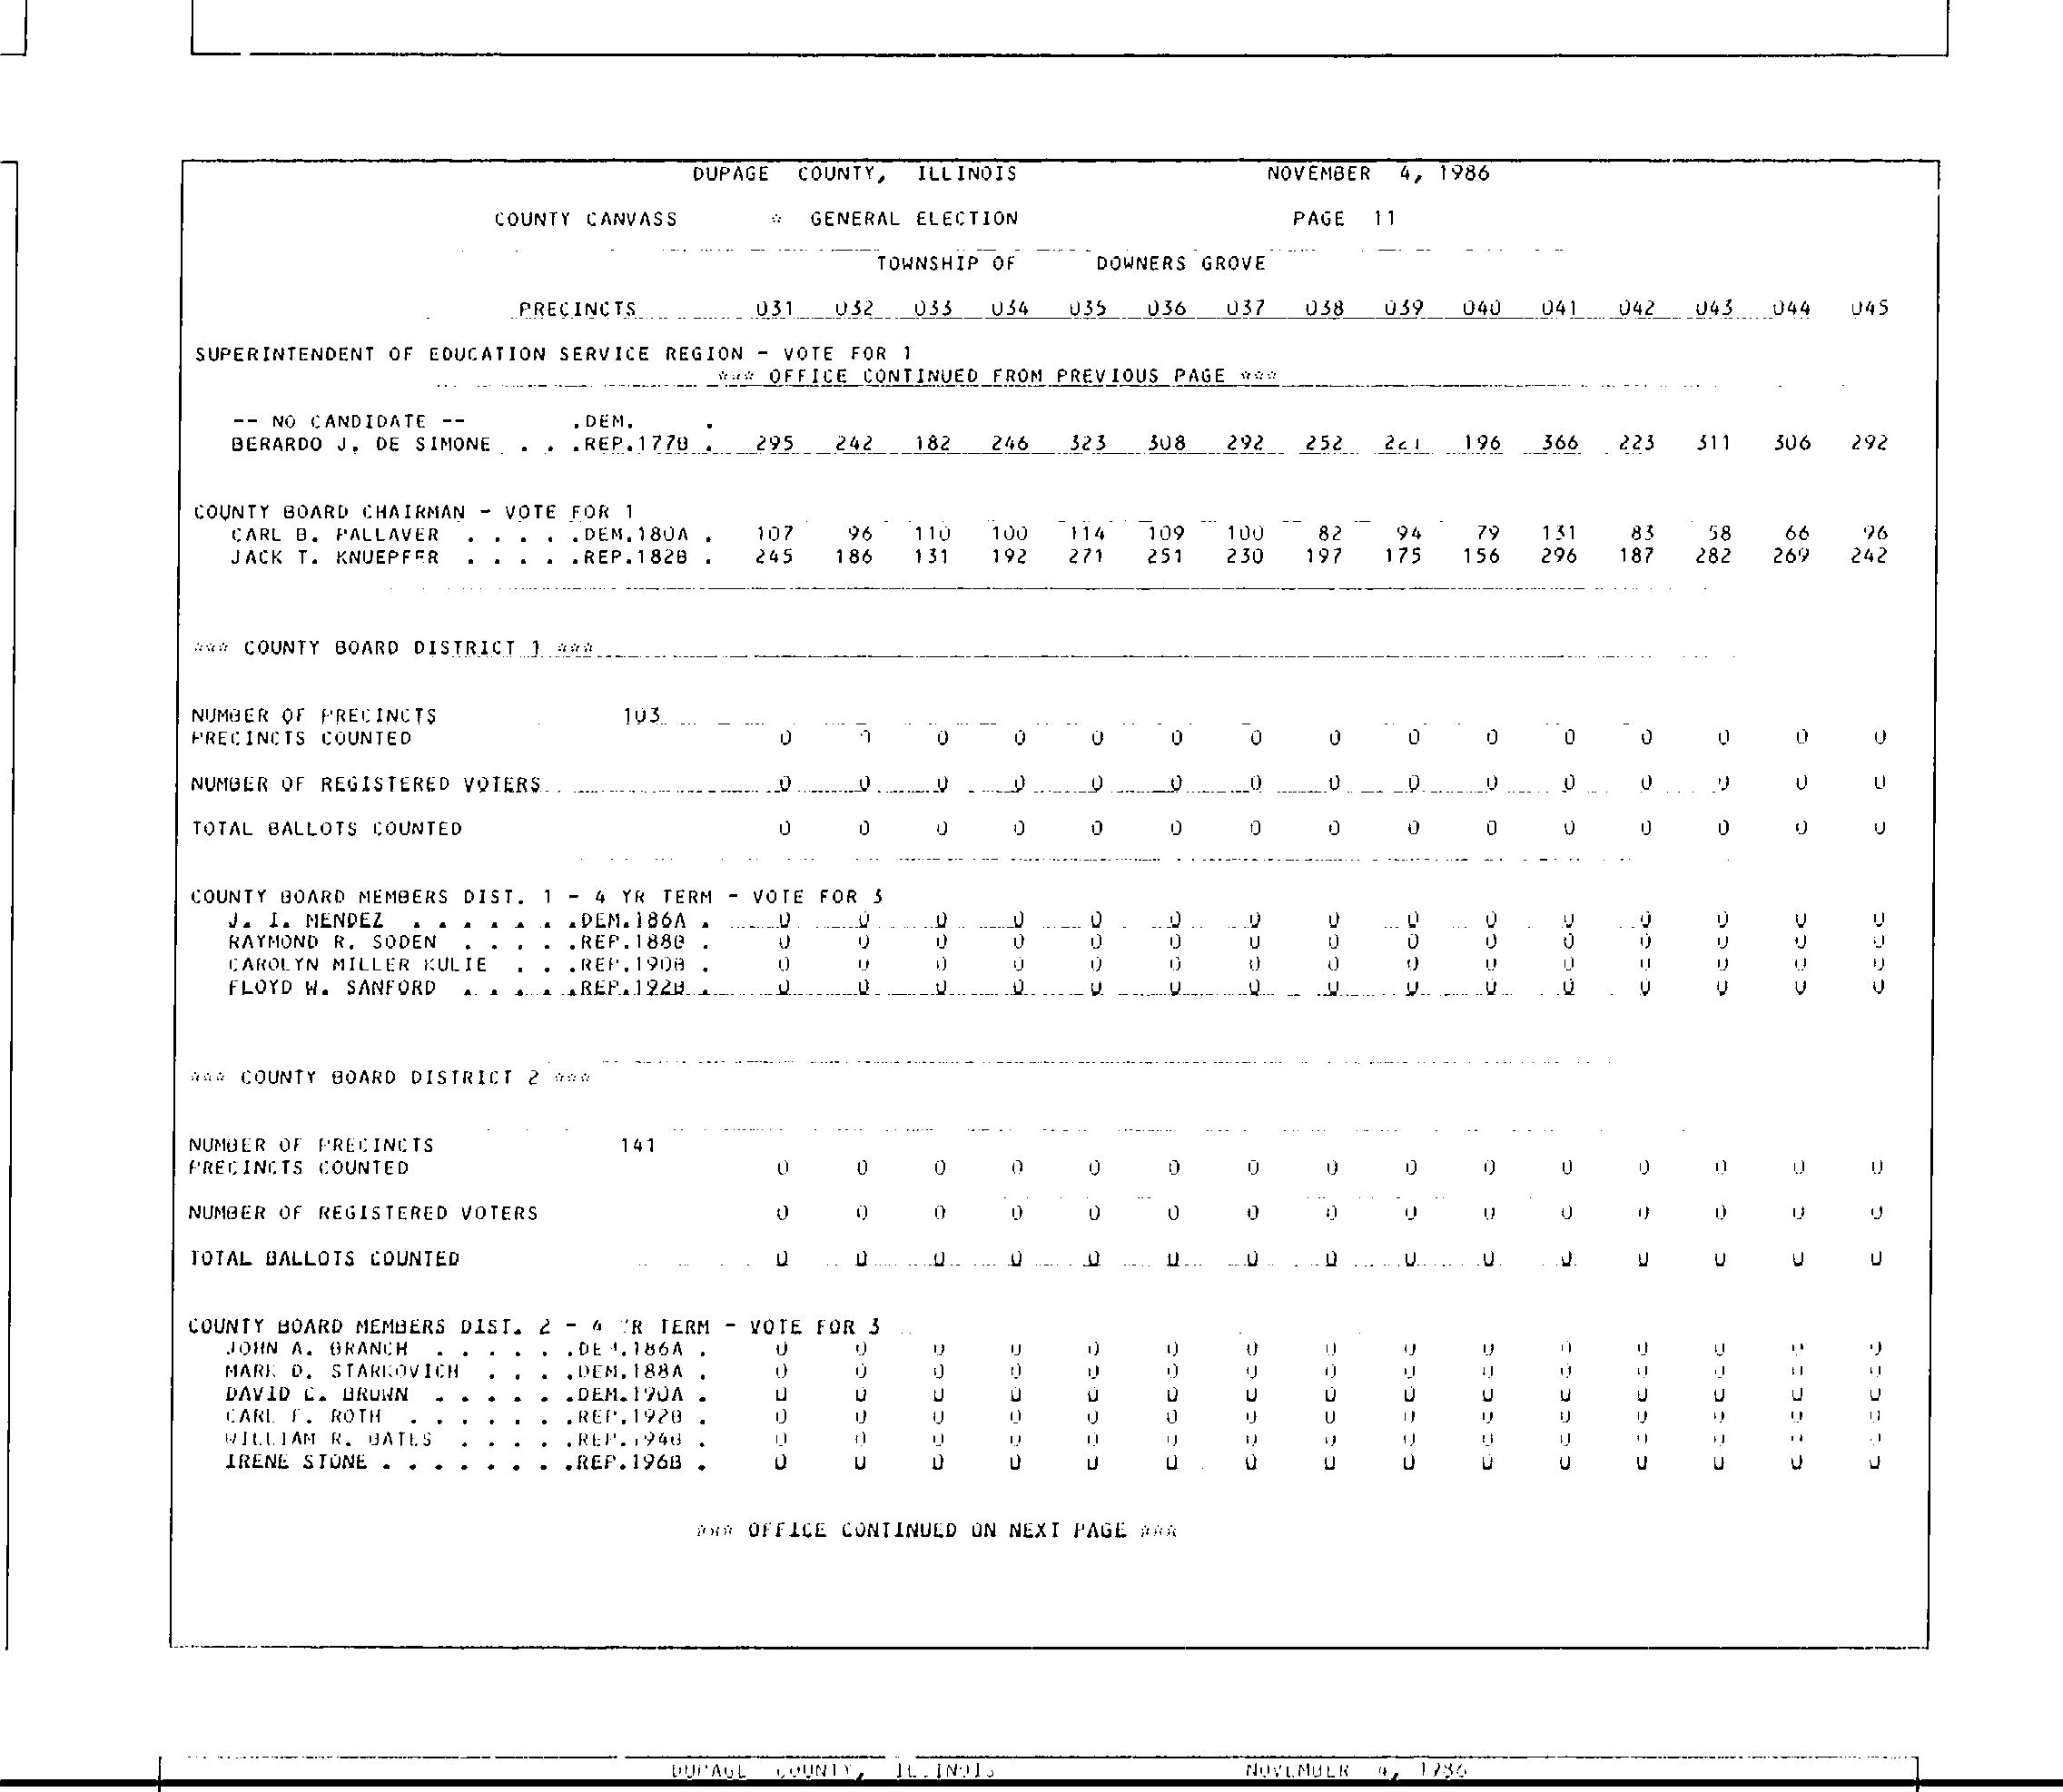 DUPAGE COUNTY, ILLINOIS NOVEMBER 4, 1986
COUNTY CANVASS * GENERAL ELECTION PAGE 11
TOWNSHIP OF DOWNERS GROVE
PRECINCTS 031 032 033 034 035 036 037 038 039 040 041 042 043 044 045
SUPERINTENDENT OF EDUCATION SERVICE REGION - VOTE FOR 1
*** OFFICE CONTINUED FROM PREVIOUS PAGE ***
-- NO CANDIDATE -- .DEM. .
BERARDO J. DE SIMONE . . .REP.177B . 295 242 182 246 323 308 292 252 221 196 366 223 311 306 292
COUNTY BOARD CHAIRMAN - VOTE FOR 1
CARL B. PALLAVER . . . . .DEM.180A . 107 96 110 100 114 109 100 82 94 79 131 83 58 66 96
JACK T. KNUEPFER . . . . .REP.182B . 245 186 131 192 271 251 230 197 175 156 296 187 282 269 242
*** COUNTY BOARD DISTRICT 1 ***
NUMBER OF PRECINCTS 103
PRECINCTS COUNTED 0 0 0 0 0 0 0 0 0 0 0 0 0 0 0
NUMBER OF REGISTERED VOTERS 0 0 0 0 0 0 0 0 0 0 0 0 0 0 0
TOTAL BALLOTS COUNTED 0 0 0 0 0 0 0 0 0 0 0 0 0 0 0
COUNTY BOARD MEMBERS DIST. 1 - 4 YR TERM - VOTE FOR 3
J. I. MENDEZ . . . . . . .DEM.186A . 0 0 0 0 0 0 0 0 0 0 0 0 0 0 0
RAYMOND R. SODEN . . . . .REP.188B . 0 0 0 0 0 0 0 0 0 0 0 0 0 0 0
CAROLYN MILLER KULIE . . .REP.190B . 0 0 0 0 0 0 0 0 0 0 0 0 0 0 0
FLOYD W. SANFORD . . . . .REP.192B . 0 0 0 0 0 0 0 0 0 0 0 0 0 0 0
*** COUNTY BOARD DISTRICT 2 ***
NUMBER OF PRECINCTS 141
PRECINCTS COUNTED 0 0 0 0 0 0 0 0 0 0 0 0 0 0 0
NUMBER OF REGISTERED VOTERS 0 0 0 0 0 0 0 0 0 0 0 0 0 0 0
TOTAL BALLOTS COUNTED 0 0 0 0 0 0 0 0 0 0 0 0 0 0 0
COUNTY BOARD MEMBERS DIST. 2 - 4 YR TERM - VOTE FOR 3
JOHN A. BRANCH . . . . . .DEM.186A . 0 0 0 0 0 0 0 0 0 0 0 0 0 0 0
MARK D. STARKOVICH . . . .DEM.188A . 0 0 0 0 0 0 0 0 0 0 0 0 0 0 0
DAVID C. BROWN . . . . . .DEM.190A . 0 0 0 0 0 0 0 0 0 0 0 0 0 0 0
CARL F. ROTH . . . . . . .REP.192B . 0 0 0 0 0 0 0 0 0 0 0 0 0 0 0
WILLIAM R. BATES . . . . .REP.194B . 0 0 0 0 0 0 0 0 0 0 0 0 0 0 0
IRENE STONE . . . . . . . .REP.196B . 0 0 0 0 0 0 0 0 0 0 0 0 0 0 0
*** OFFICE CONTINUED ON NEXT PAGE ***
DUPAGE COUNTY, ILLINOIS NOVEMBER 4, 1986